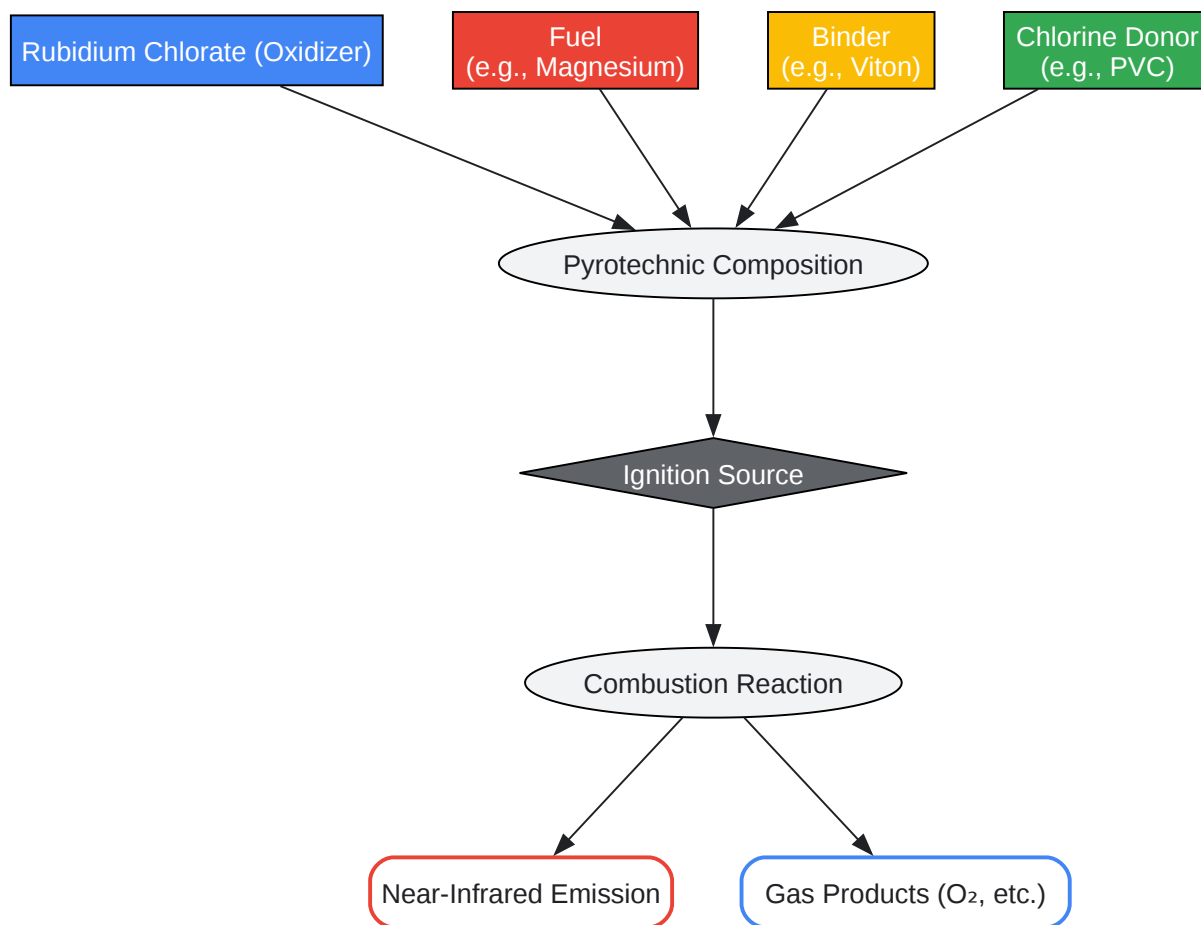 Rubidium Chlorate (Oxidizer)
Fuel
(e.g., Magnesium)
Binder
(e.g., Viton)
Chlorine Donor
(e.g., PVC)
Pyrotechnic Composition
Ignition Source
Combustion Reaction
Near-Infrared Emission
Gas Products (O₂, etc.)